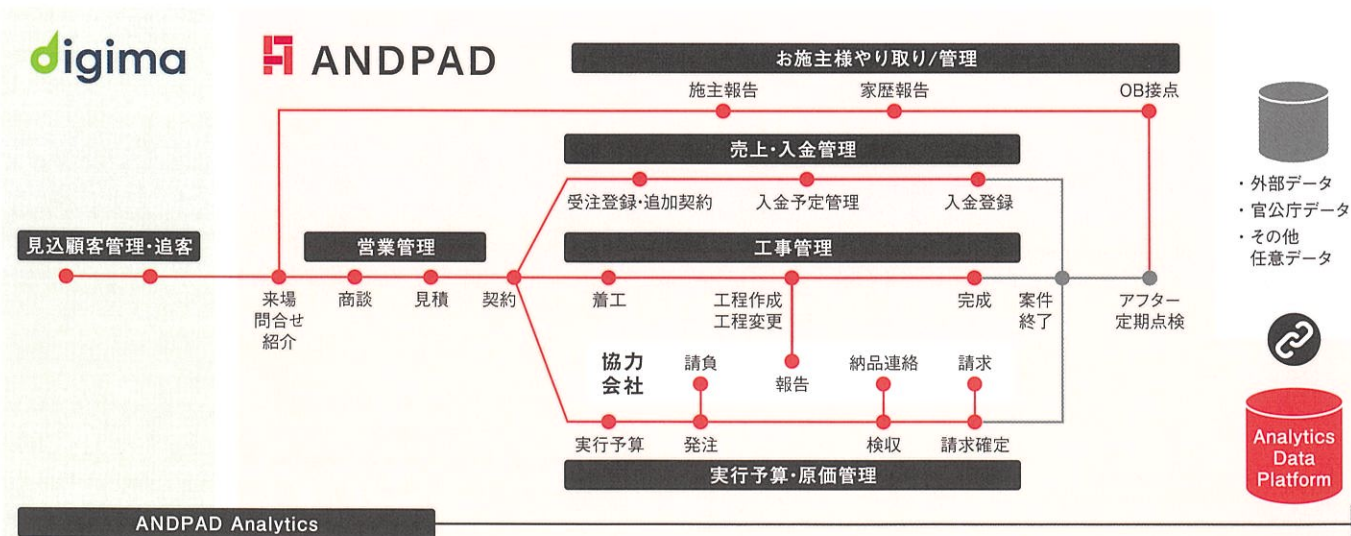 digima
ANDPAD
お施主様やり取り/管理
施主報告
家歴報告
OB接点
売上・入金管理
受注登録・追加契約
入金予定管理
入金登録
・外部データ
・官公庁データ
・その他
任意データ
見込顧客管理・追客
営業管理
工事管理
来場
問合せ
紹介
商談
見積
契約
着工
工程作成
工程変更
完成
案件
終了
アフター
定期点検
協力
会社
請負
報告
納品連絡
請求
実行予算
発注
検収
請求確定
実行予算・原価管理
Analytics
Data
Platform
ANDPAD Analytics